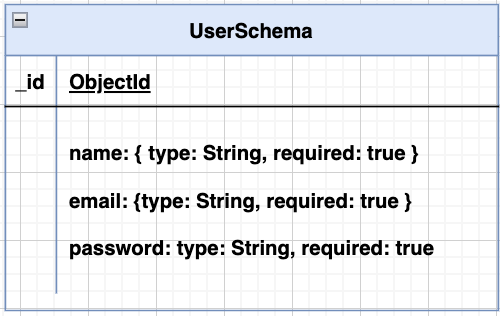 UserSchema
_id ObjectId
name: { type: String, required: true }
email: {type: String, required: true }
password: type: String, required: true